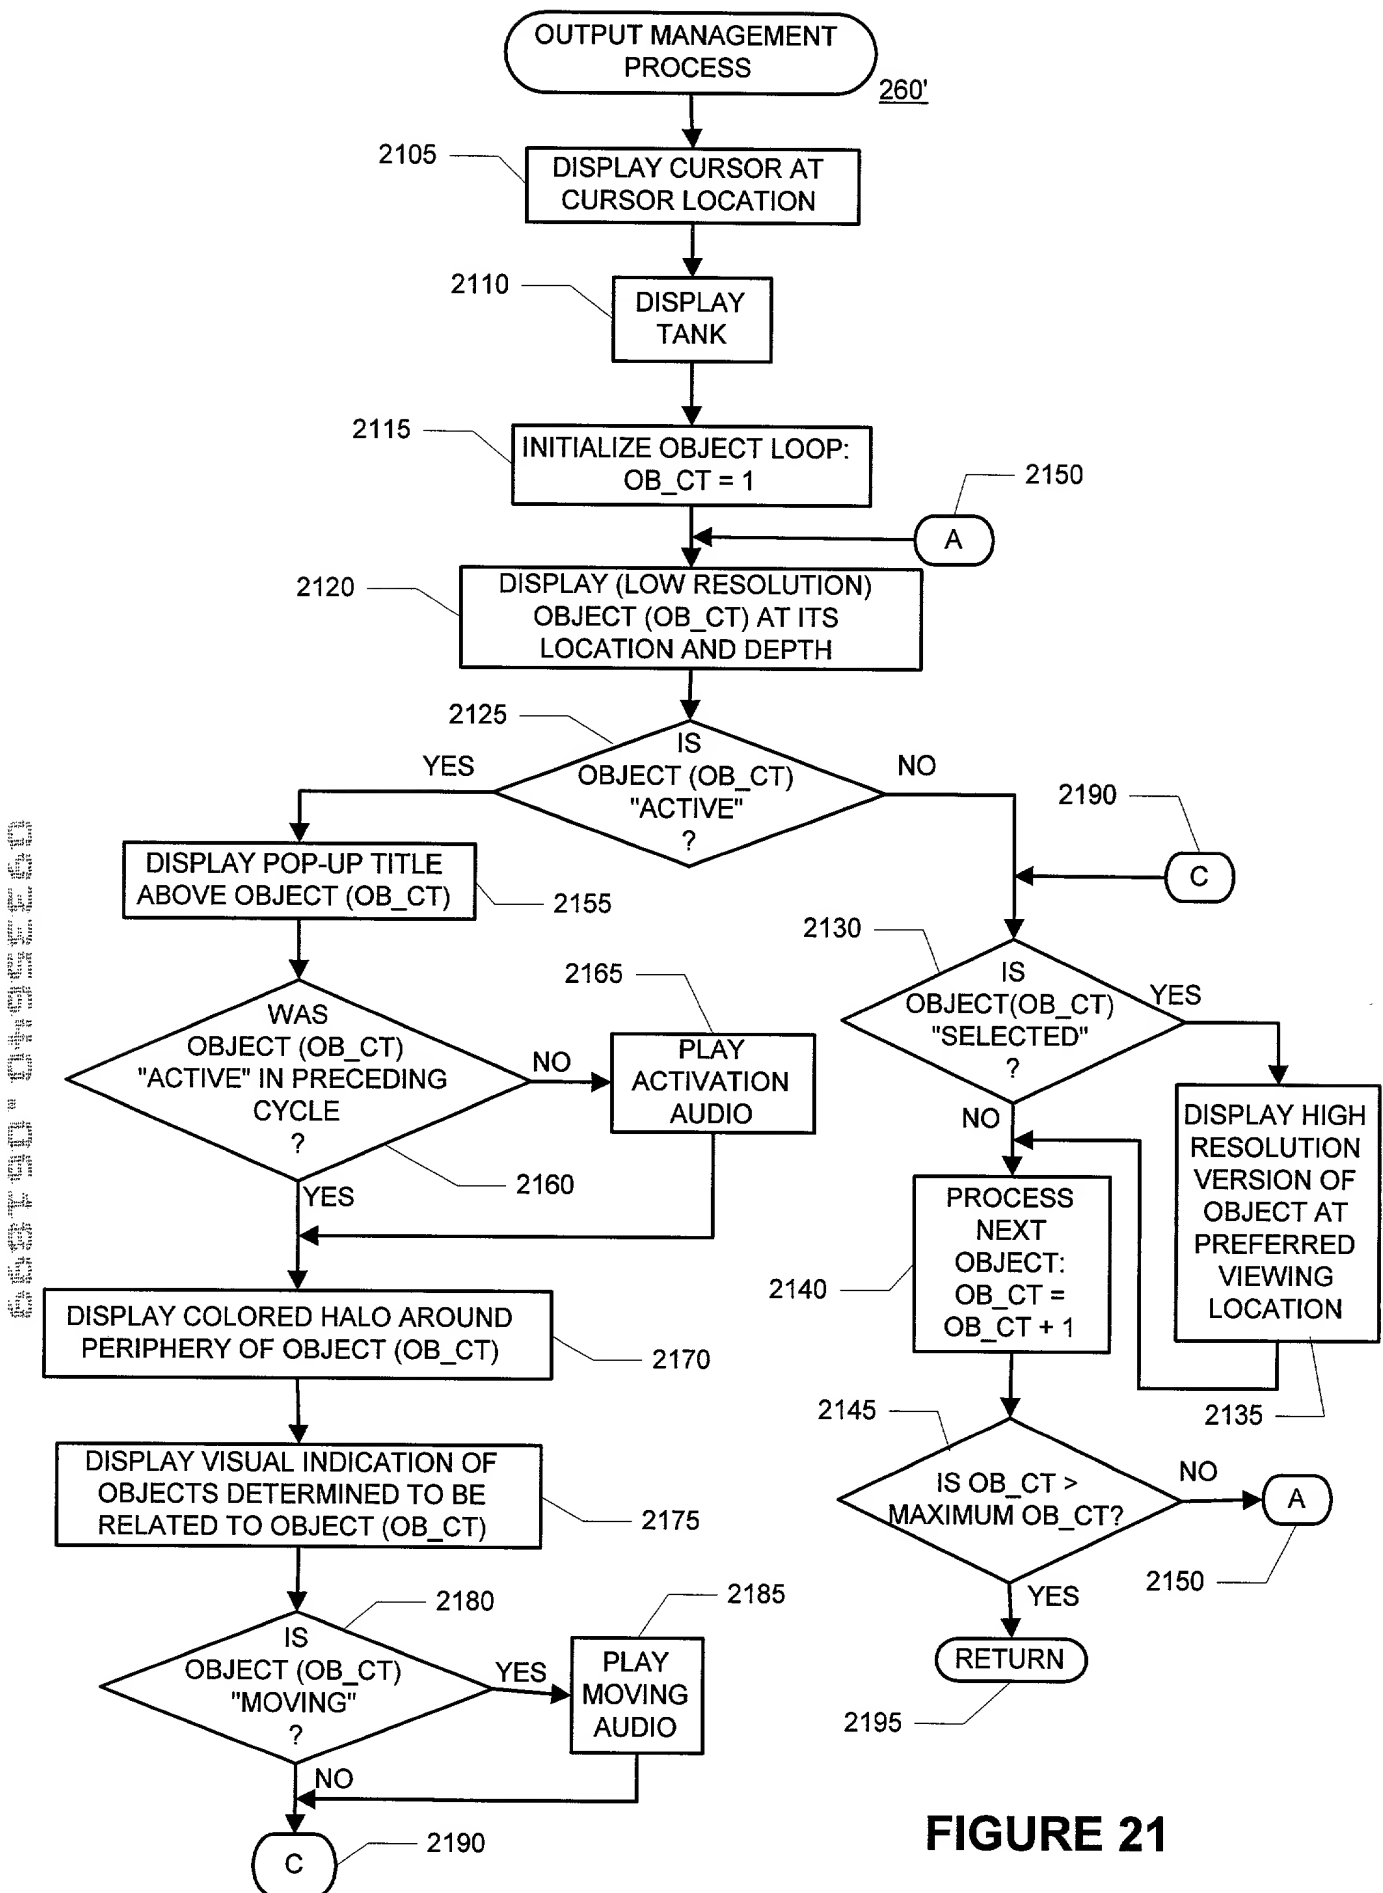 OUTPUT MANAGEMENT
PROCESS
260'
2105
DISPLAY CURSOR AT
CURSOR LOCATION
2110
DISPLAY
TANK
2115
INITIALIZE OBJECT LOOP:
OB_CT = 1
2150
A
2120
DISPLAY (LOW RESOLUTION)
OBJECT (OB_CT) AT ITS
LOCATION AND DEPTH
2125
IS
OBJECT (OB_CT)
"ACTIVE"
?
YES
NO
2190
C
DISPLAY POP-UP TITLE
ABOVE OBJECT (OB_CT)
2155
2130
IS
OBJECT(OB_CT)
"SELECTED"
?
YES
NO
2165
WAS
OBJECT (OB_CT)
"ACTIVE" IN PRECEDING
CYCLE
?
NO
PLAY
ACTIVATION
AUDIO
2160
YES
DISPLAY HIGH
RESOLUTION
VERSION OF
OBJECT AT
PREFERRED
VIEWING
LOCATION
2135
PROCESS
NEXT
OBJECT:
OB_CT =
OB_CT + 1
2140
DISPLAY COLORED HALO AROUND
PERIPHERY OF OBJECT (OB_CT)
2170
2145
IS OB_CT >
MAXIMUM OB_CT?
NO
A
2150
YES
RETURN
2195
DISPLAY VISUAL INDICATION OF
OBJECTS DETERMINED TO BE
RELATED TO OBJECT (OB_CT)
2175
2180
IS
OBJECT (OB_CT)
"MOVING"
?
YES
2185
PLAY
MOVING
AUDIO
NO
C
2190
FIGURE 21